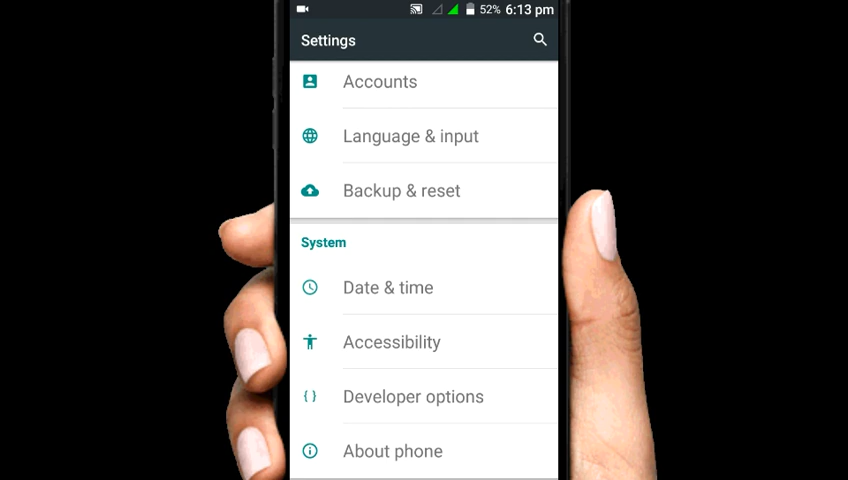 52% 6:13 pm
Settings
Accounts
Language & input
Backup & reset
System
Date & time
Accessibility
Developer options
About phone